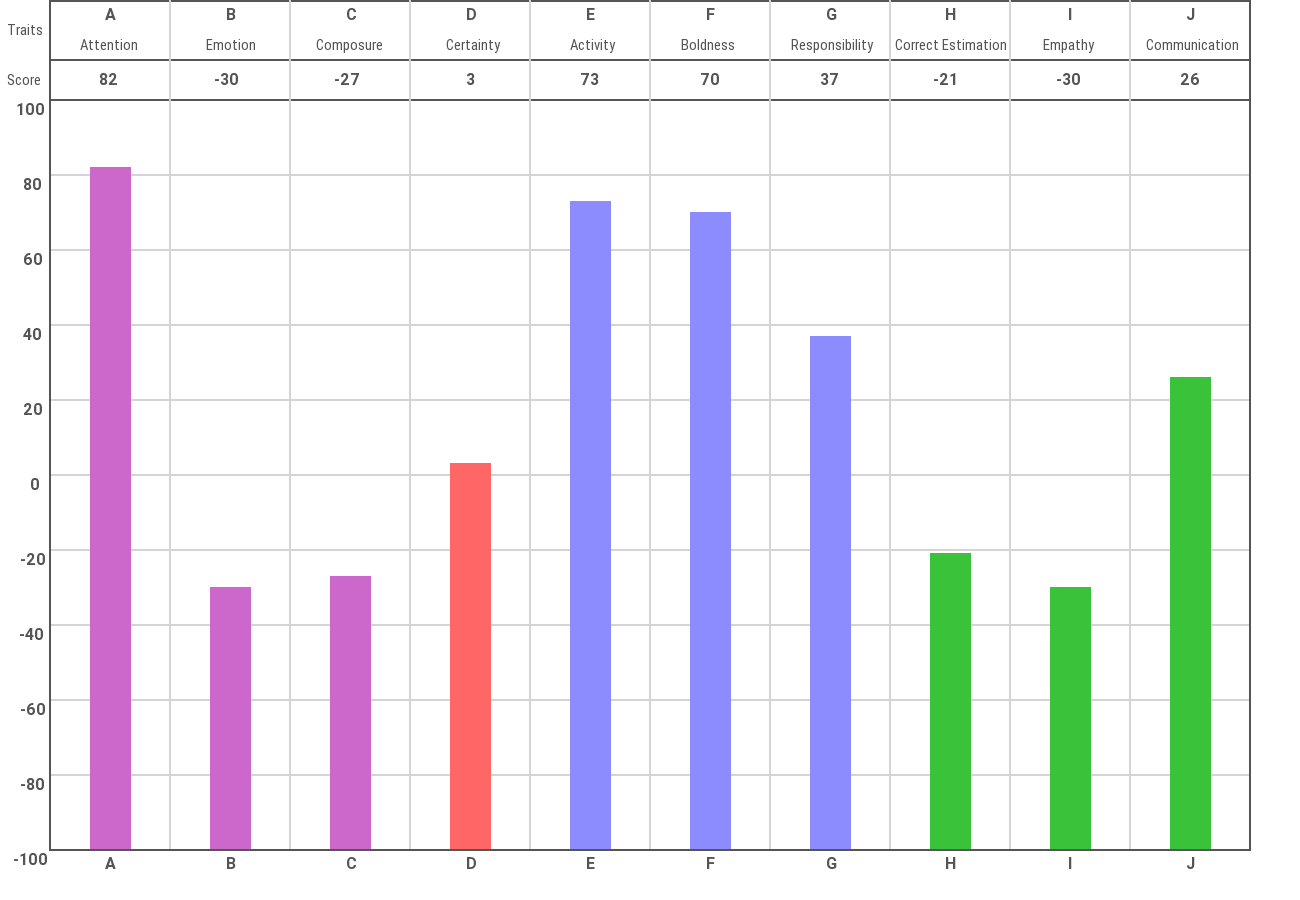 Traits A B C D E F G H I J
Attention Emotion Composure Certainty Activity Boldness Responsibility Correct Estimation Empathy Communication
Score 82 -30 -27 3 73 70 37 -21 -30 26
100
80
60
40
20
0
-20
-40
-60
-80
-100
A B C D E F G H I J